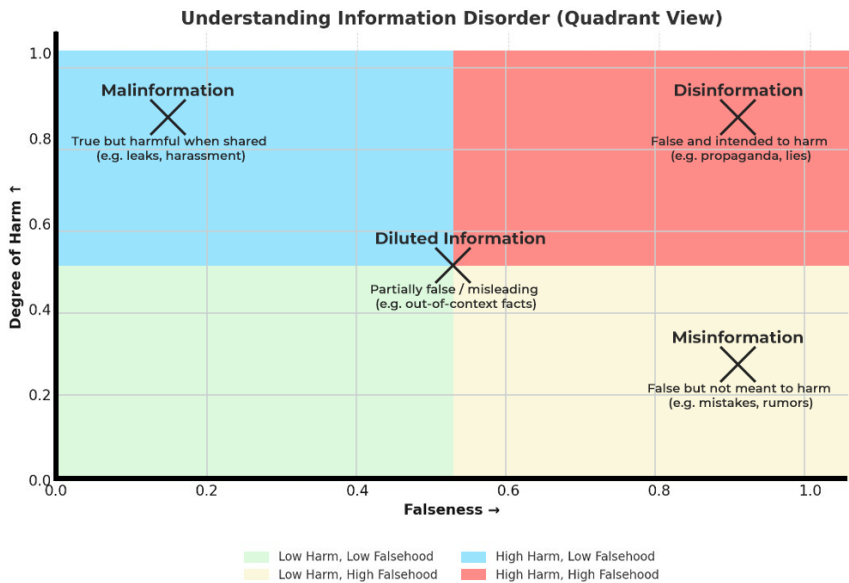 Understanding Information Disorder (Quadrant View)
1.0
Malinformation
Disinformation
0.8
True but harmful when shared
(e.g. leaks, harassment)
False and intended to harm
(e.g. propaganda, lies)
Degree of Harm ↑
0.6
Diluted Information
Partially false / misleading
(e.g. out-of-context facts)
0.4
Misinformation
False but not meant to harm
(e.g. mistakes, rumors)
0.2
0.0
0.0 0.2 0.4 0.6 0.8 1.0
Falseness →
Low Harm, Low Falsehood
High Harm, Low Falsehood
Low Harm, High Falsehood
High Harm, High Falsehood